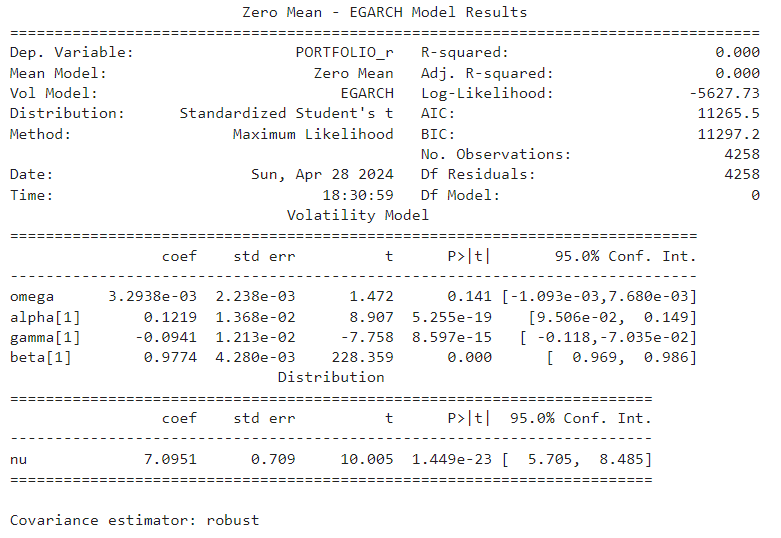 Zero Mean - EGARCH Model Results
==============================================================================
Dep. Variable: PORTFOLIO_r R-squared: 0.000
Mean Model: Zero Mean Adj. R-squared: 0.000
Vol Model: EGARCH Log-Likelihood: -5627.73
Distribution: Standardized Student's t AIC: 11265.5
Method: Maximum Likelihood BIC: 11297.2
No. Observations: 4258
Date: Sun, Apr 28 2024 Df Residuals: 4258
Time: 18:30:59 Df Model: 0
Volatility Model
==============================================================================
coef std err t P>|t| 95.0% Conf. Int.
------------------------------------------------------------------------------
omega 3.2938e-03 2.238e-03 1.472 0.141 [-1.093e-03,7.680e-03]
alpha[1] 0.1219 1.368e-02 8.907 5.255e-19 [9.506e-02, 0.149]
gamma[1] -0.0941 1.213e-02 -7.758 8.597e-15 [ -0.118,-7.035e-02]
beta[1] 0.9774 4.280e-03 228.359 0.000 [ 0.969, 0.986]
Distribution
========================================================================
coef std err t P>|t| 95.0% Conf. Int.
------------------------------------------------------------------------
nu 7.0951 0.709 10.005 1.449e-23 [ 5.705, 8.485]
========================================================================
Covariance estimator: robust